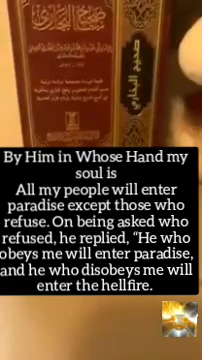 صحيح البخاري
صحيح البخاري
By Him in Whose Hand my
soul is
All my people will enter
paradise except those who
refuse. On being asked who
refused, he replied, “He who
obeys me will enter paradise,
and he who disobeys me will
enter the hellfire.